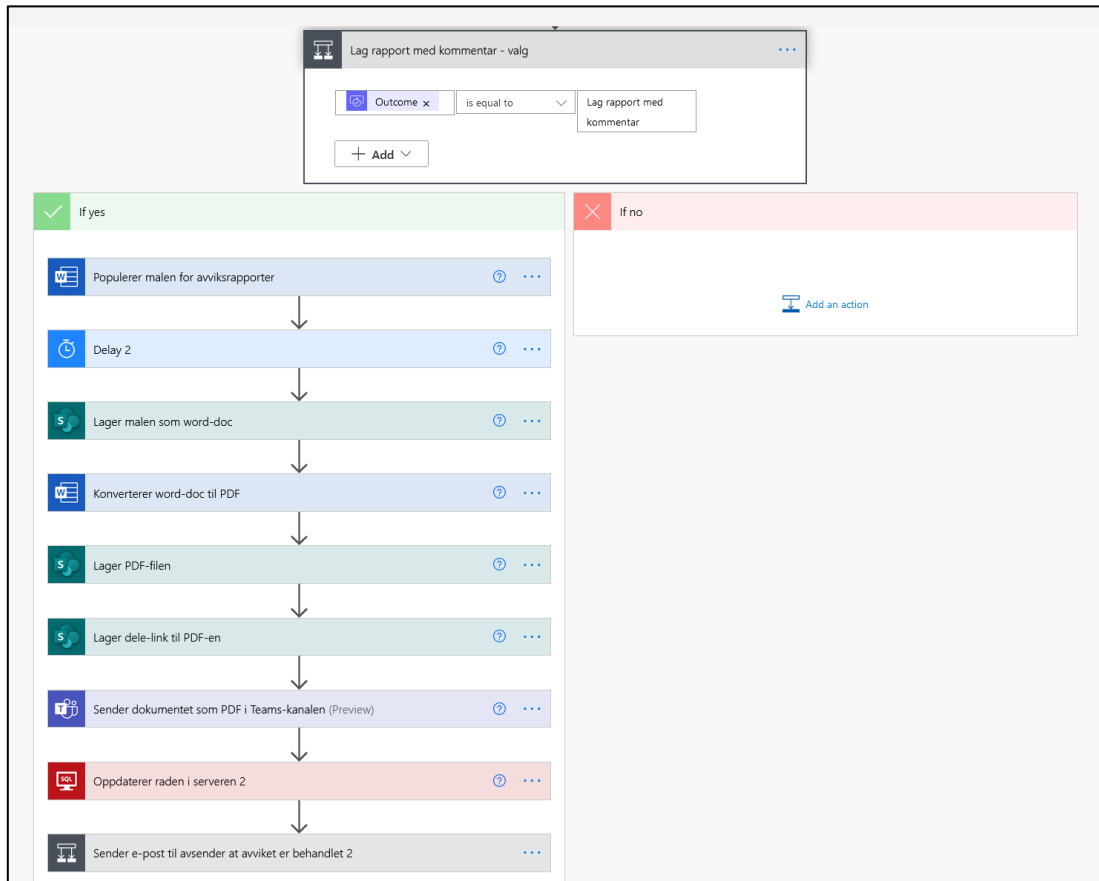 Lag rapport med kommentar - valg
Outcome x
is equal to
Lag rapport med
kommentar
Add
If yes
If no
Populerer malen for avviksrapporter
Add an action
Delay 2
Lager malen som word-doc
Konverterer word-doc til PDF
Lager PDF-filen
Lager dele-link til PDF-en
Sender dokumentet som PDF i Teams-kanalen (Preview)
SQL
Oppdaterer raden i serveren 2
Sender e-post til avsender at avviket er behandlet 2